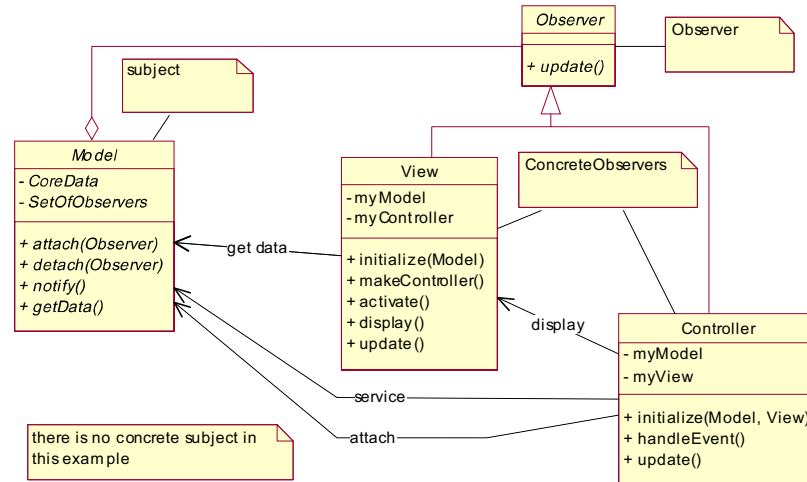 Observer
+ update()
Observer
subject
Model
- CoreData
- SetOfObservers
+ attach(Observer)
+ detach(Observer)
+ notify()
+ getData()
View
- myModel
- myController
+ initialize(Model)
+ makeController()
+ activate()
+ display()
+ update()
ConcreteObservers
get data
display
Controller
- myModel
- myView
+ initialize(Model, View)
+ handleEvent()
+ update()
service
attach
there is no concrete subject in
this example